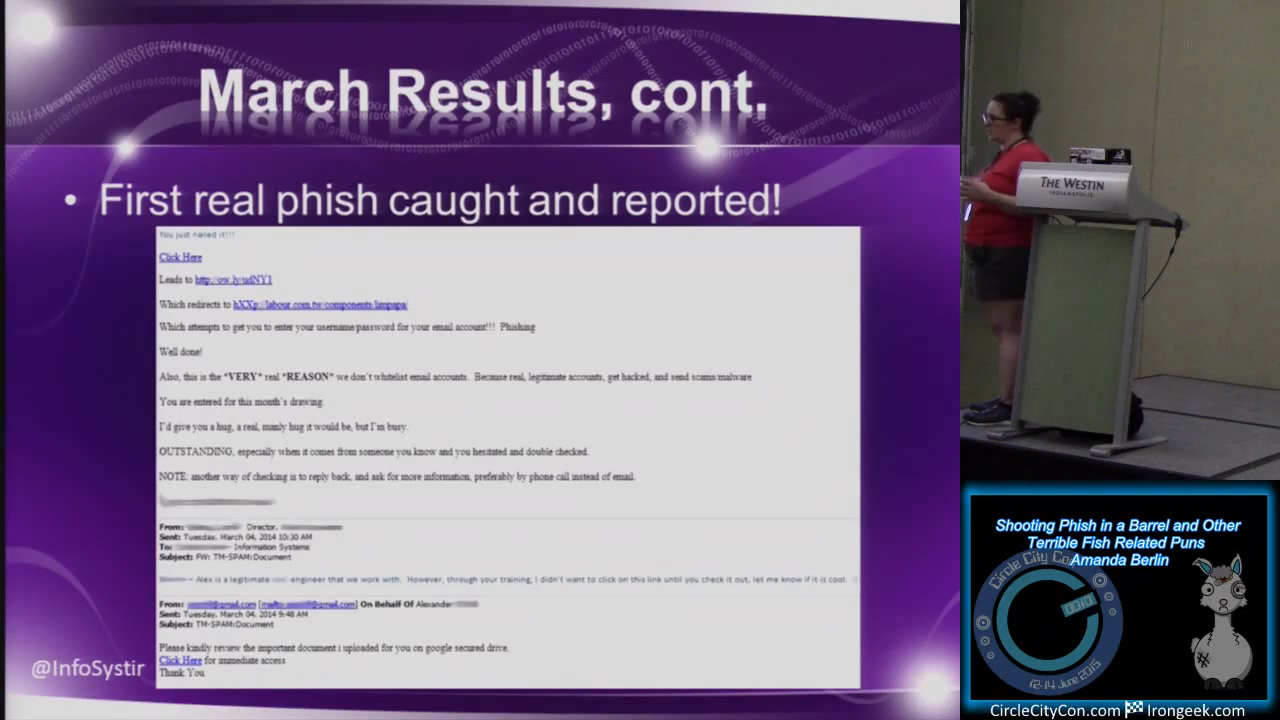 March Results, cont.
• First real phish caught and reported!
You just nailed it!!!
Click Here
Leads to http://ow.ly/udNY1
Which redirects to hXXp://labour.com.tw/components/limpapa/
Which attempts to get you to enter your username/password for your email account!!!  Phishing
Well done!
Also, this is the *VERY* real *REASON* we don't whitelist email accounts.  Because real, legitimate accounts, get hacked, and send scams/malware
You are entered for this month's drawing.
I'd give you a hug, a real, manly hug it would be, but I'm busy.
OUTSTANDING, especially when it comes from someone you know and you hesitated and double checked.
NOTE: another way of checking is to reply back, and ask for more information, preferably by phone call instead of email.
From: Director,
Sent: Tuesday, March 04, 2014 10:30 AM
To: - Information Systems
Subject: FW: TM-SPAM:Document
– Alex is a legitimate engineer that we work with.  However, through your training, I didn't want to click on this link until you check it out, let me know if it is cool.
From: @gmail.com [mailto: @gmail.com] On Behalf Of Alexander
Sent: Tuesday, March 04, 2014 9:48 AM
Subject: TM-SPAM:Document
Please kindly review the important document i uploaded for you on google secured drive.
Click Here for immediate access
Thank You
@InfoSystir
THE WESTIN
INDIANAPOLIS
Shooting Phish in a Barrel and Other
Terrible Fish Related Puns
Amanda Berlin
Circle City Con
12-14 June 2015
CircleCityCon.com Irongeek.com